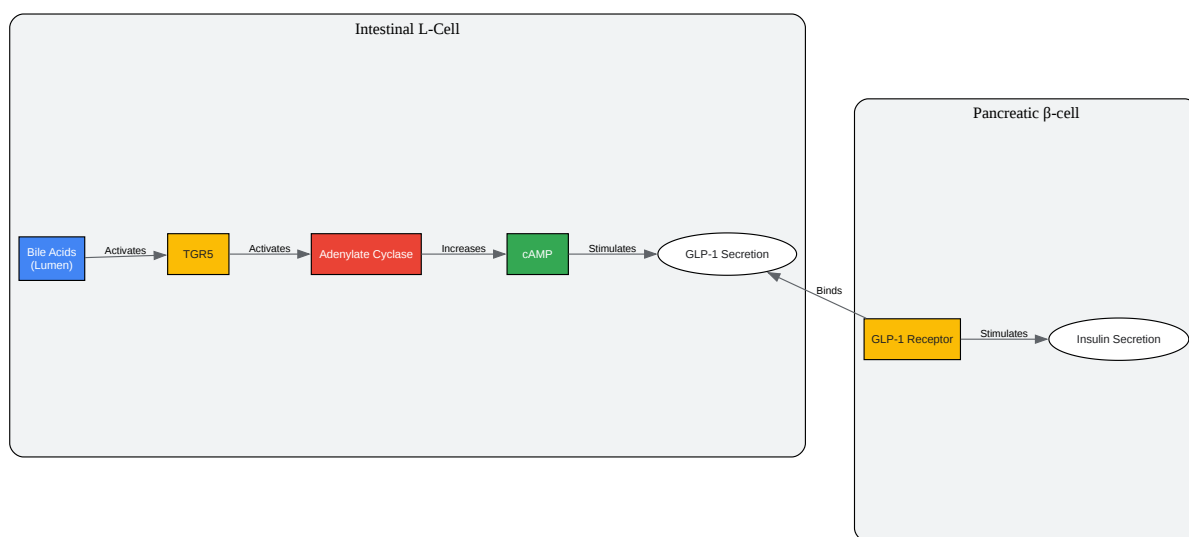 Intestinal L-Cell
Pancreatic β-cell
Bile Acids
(Lumen)
Activates
TGR5
Activates
Adenylate Cyclase
Increases
cAMP
Stimulates
GLP-1 Secretion
Binds
GLP-1 Receptor
Stimulates
Insulin Secretion